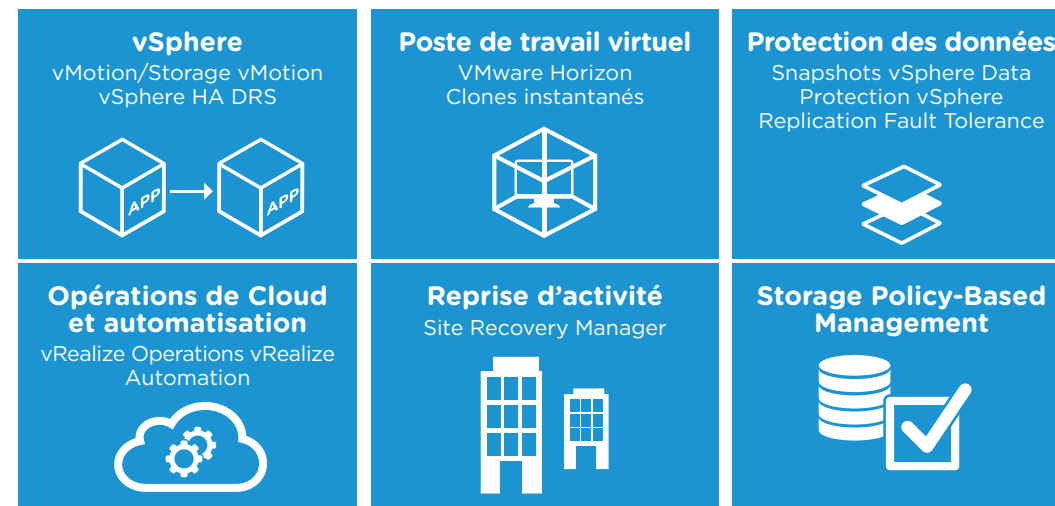 vSphere
vMotion/Storage vMotion
vSphere HA DRS
APP
APP
Poste de travail virtuel
VMware Horizon
Clones instantanés
Protection des données
Snapshots vSphere Data
Protection vSphere
Replication Fault Tolerance
Opérations de Cloud
et automatisation
vRealize Operations vRealize
Automation
Reprise d’activité
Site Recovery Manager
Storage Policy-Based
Management